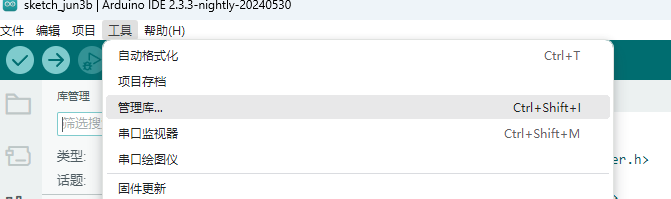 sketch_jun3b | Arduino IDE 2.3.3-nightly-20240530
文件 编辑 项目 工具 帮助(H)
自动格式化 Ctrl+T
项目存档
库管理
管理库... Ctrl+Shift+I
筛选搜
串口监视器 Ctrl+Shift+M
类型:
串口绘图仪 er.h>
话题:
固件更新